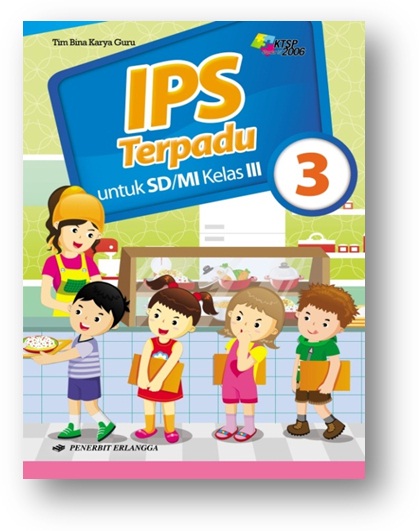 Tim Bina Karya Guru
KTSP
2006
IPS
Terpadu
untuk SD/MI Kelas III
3
PENERBIT ERLANGGA